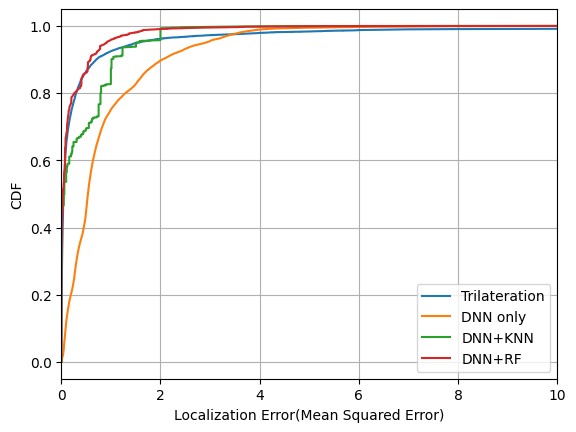 1.0
0.8
0.6
0.4
0.2
0.0
CDF
0
2
4
6
8
10
Localization Error(Mean Squared Error)
Trilateration
DNN only
DNN+KNN
DNN+RF